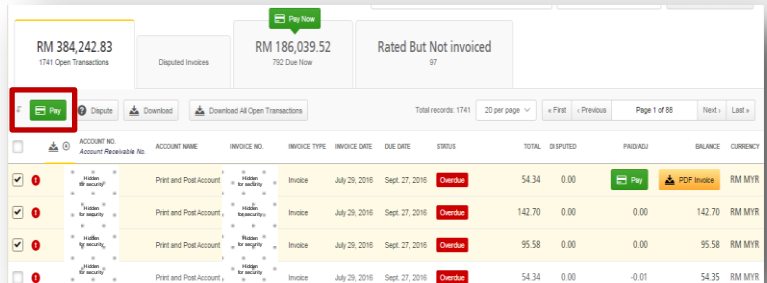 Pay Now
RM 384,242.83
1741 Open Transactions
Disputed Invoices
RM 186,039.52
792 Due Now
Rated But Not invoiced
97
Pay Dispute Download Download All Open Transactions Total records: 1741 20 per page « First ‹ Previous Page 1 of 88 Next › Last »
ACCOUNT NO. Account Receivable No. ACCOUNT NAME INVOICE NO. INVOICE TYPE INVOICE DATE DUE DATE STATUS TOTAL DISPUTED PAID/ADJ BALANCE CURRENCY
Hidden for security Print and Post Account Hidden for security Invoice July 29, 2016 Sept. 27, 2016 Overdue 54.34 0.00 Pay PDF Invoice RM MYR
Hidden for security Print and Post Account Hidden for security Invoice July 29, 2016 Sept. 27, 2016 Overdue 142.70 0.00 0.00 142.70 RM MYR
Hidden for security Print and Post Account Hidden for security Invoice July 29, 2016 Sept. 27, 2016 Overdue 95.58 0.00 0.00 95.58 RM MYR
Hidden for security Print and Post Account Hidden for security Invoice July 29, 2016 Sept. 27, 2016 Overdue 54.34 0.00 -0.01 54.35 RM MYR